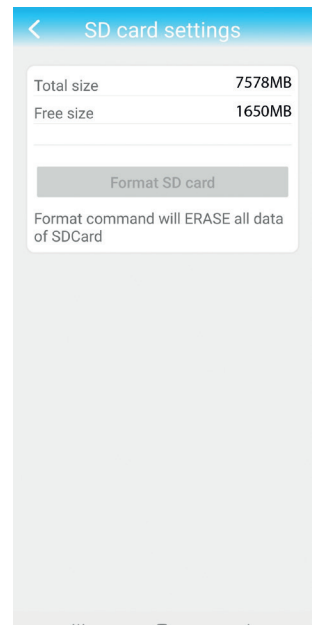 SD card settings
Total size 7578MB
Free size 1650MB
Format SD card
Format command will ERASE all data
of SDCard